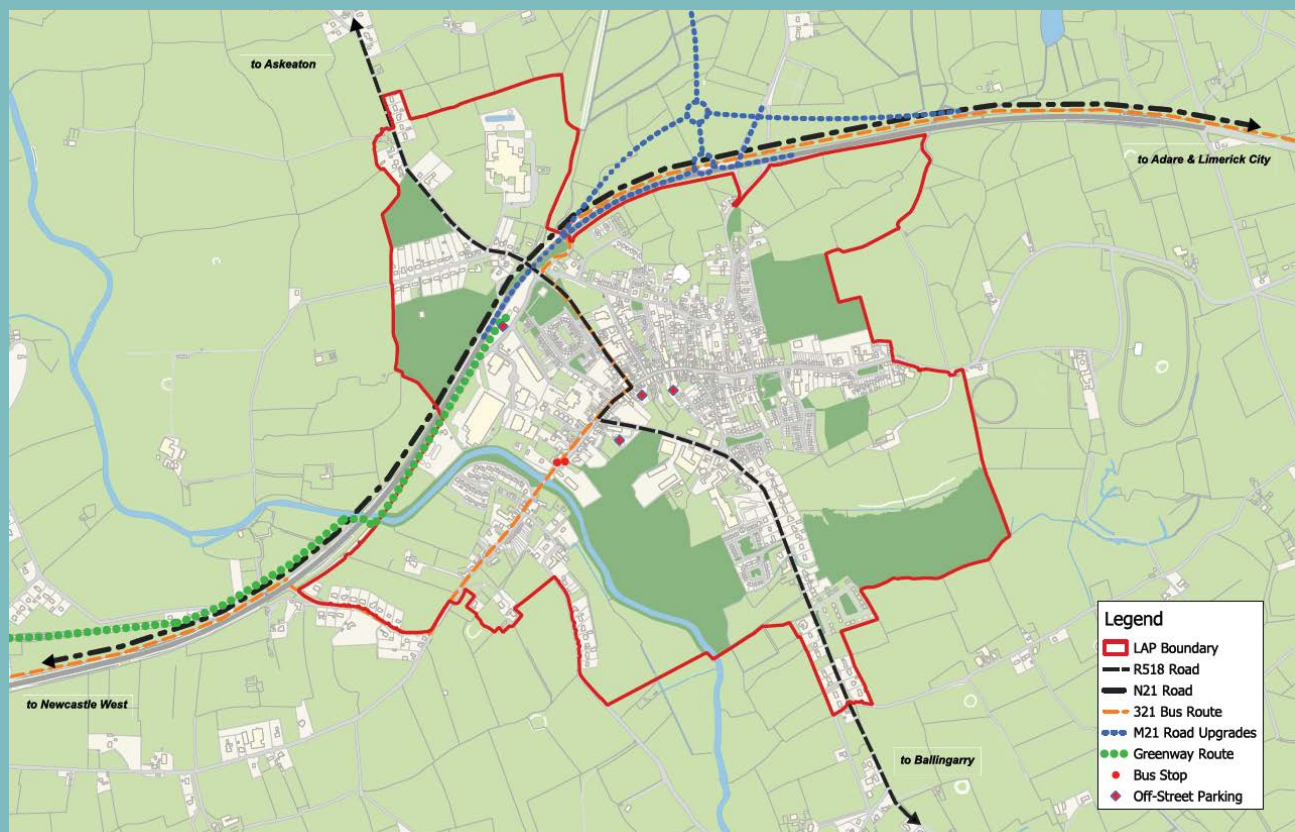 to Askeaton
to Adare & Limerick City
to Newcastle West
to Ballingarry
Legend
LAP Boundary
R518 Road
N21 Road
321 Bus Route
M21 Road Upgrades
Greenway Route
Bus Stop
Off-Street Parking